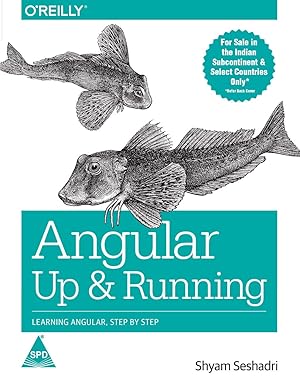 O'REILLY®
For Sale in
the Indian
Subcontinent &
Select Countries
Only*
*Refer Back Cover
Angular
Up & Running
LEARNING ANGULAR, STEP BY STEP
SPD
Shyam Seshadri